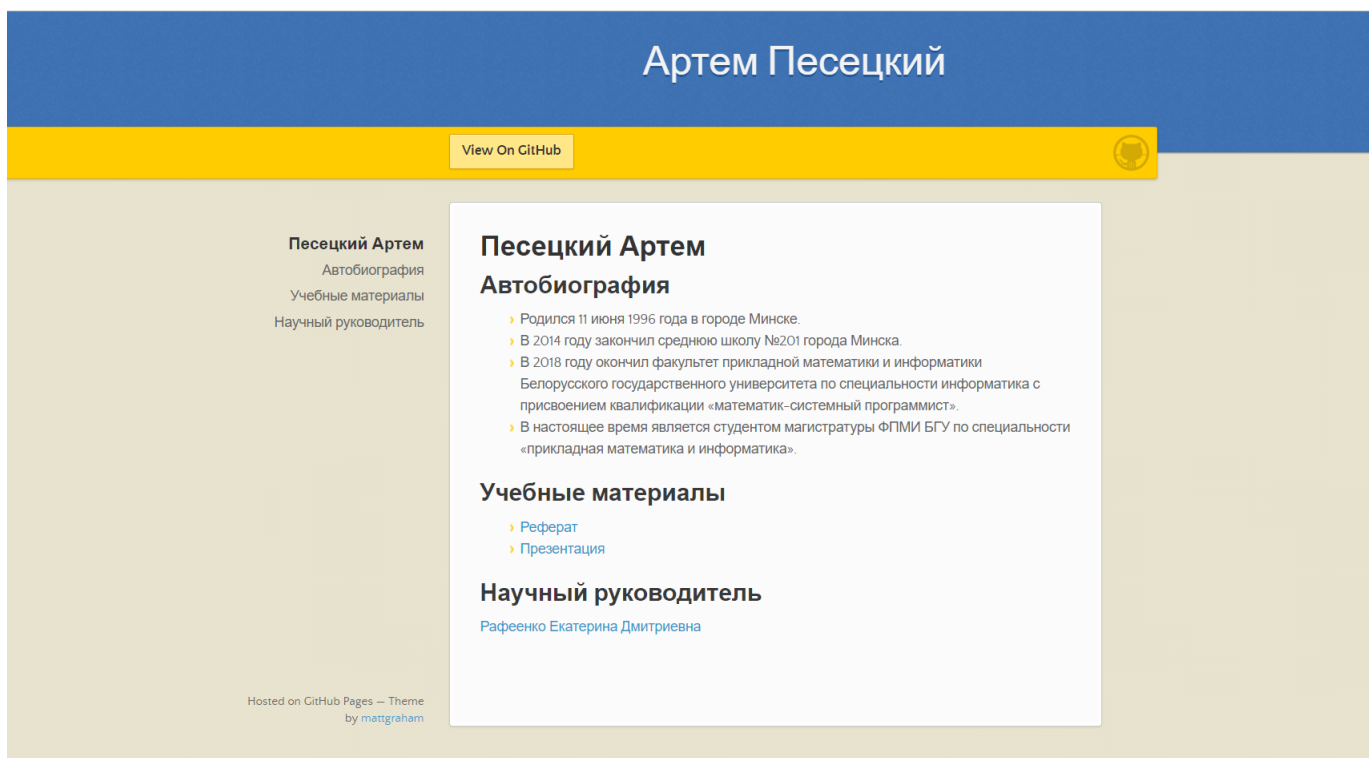 Артем Песецкий
View On GitHub
Песецкий Артем
Автобиография
Учебные материалы
Научный руководитель
Песецкий Артем
Автобиография
› Родился 11 июня 1996 года в городе Минске.
› В 2014 году закончил среднюю школу №201 города Минска.
› В 2018 году окончил факультет прикладной математики и информатики
Белорусского государственного университета по специальности информатика с
присвоением квалификации «математик-системный программист».
› В настоящее время является студентом магистратуры ФПМИ БГУ по специальности
«прикладная математика и информатика».
Учебные материалы
› Реферат
› Презентация
Научный руководитель
Рафеенко Екатерина Дмитриевна
Hosted on GitHub Pages — Theme
by mattgraham